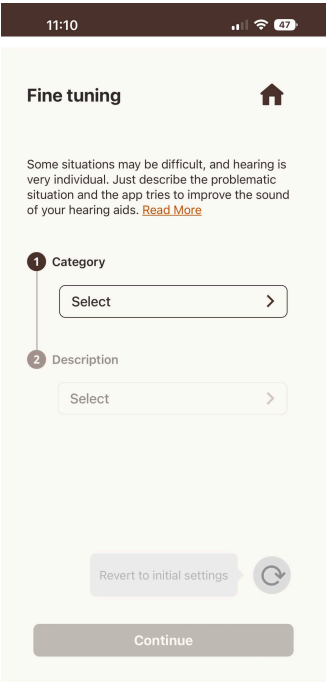 11:10
47
Fine tuning
Some situations may be difficult, and hearing is
very individual. Just describe the problematic
situation and the app tries to improve the sound
of your hearing aids. Read More
1 Category
Select
2 Description
Select
Revert to initial settings
Continue